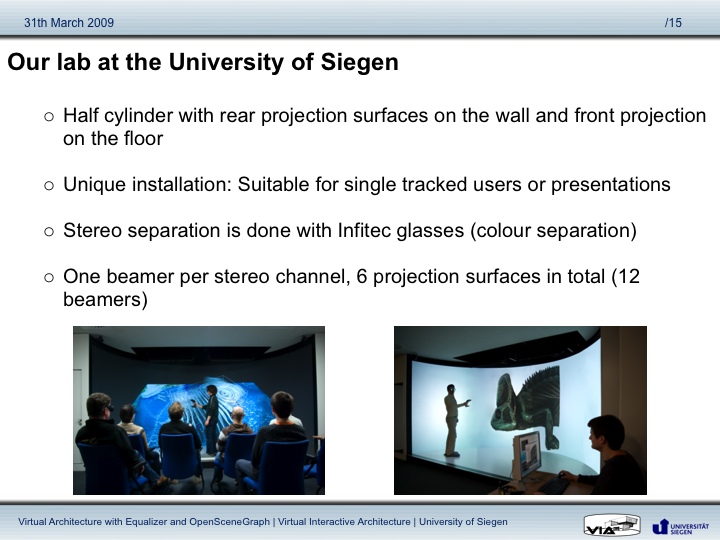 31th March 2009 /15
Our lab at the University of Siegen
○ Half cylinder with rear projection surfaces on the wall and front projection
on the floor
○ Unique installation: Suitable for single tracked users or presentations
○ Stereo separation is done with Infitec glasses (colour separation)
○ One beamer per stereo channel, 6 projection surfaces in total (12
beamers)
Virtual Architecture with Equalizer and OpenSceneGraph | Virtual Interactive Architecture | University of Siegen
VIA
UNIVERSITÄT
SIEGEN